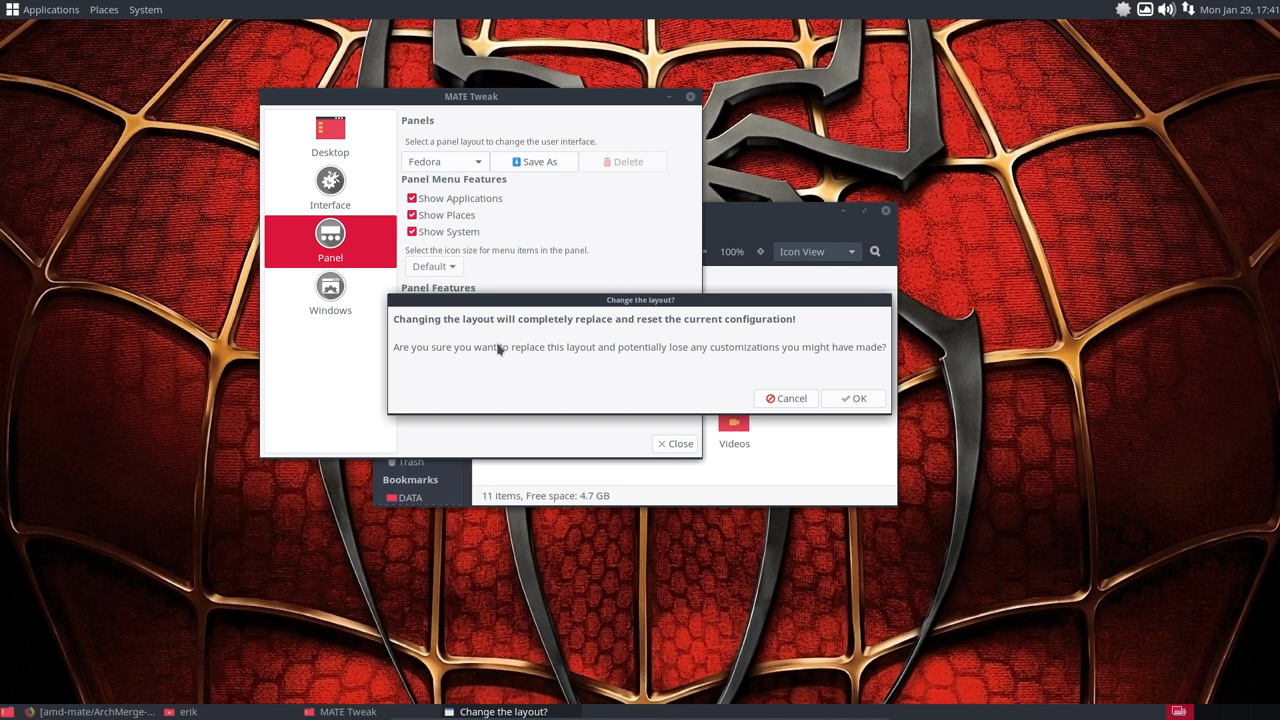 Applications Places System
Mon Jan 29, 17:41
MATE Tweak
Desktop
Interface
Panel
Windows
Panels
Select a panel layout to change the user interface.
Fedora
Save As
Delete
Panel Menu Features
Show Applications
Show Places
Show System
Select the icon size for menu items in the panel.
Default
Panel Features
Close
100%
Icon View
Change the layout?
Changing the layout will completely replace and reset the current configuration!
Are you sure you want to replace this layout and potentially lose any customizations you might have made?
Cancel
OK
Videos
Trash
Bookmarks
DATA
11 items, Free space: 4.7 GB
[amd-mate/ArchMerge-...
erik
MATE Tweak
Change the layout?